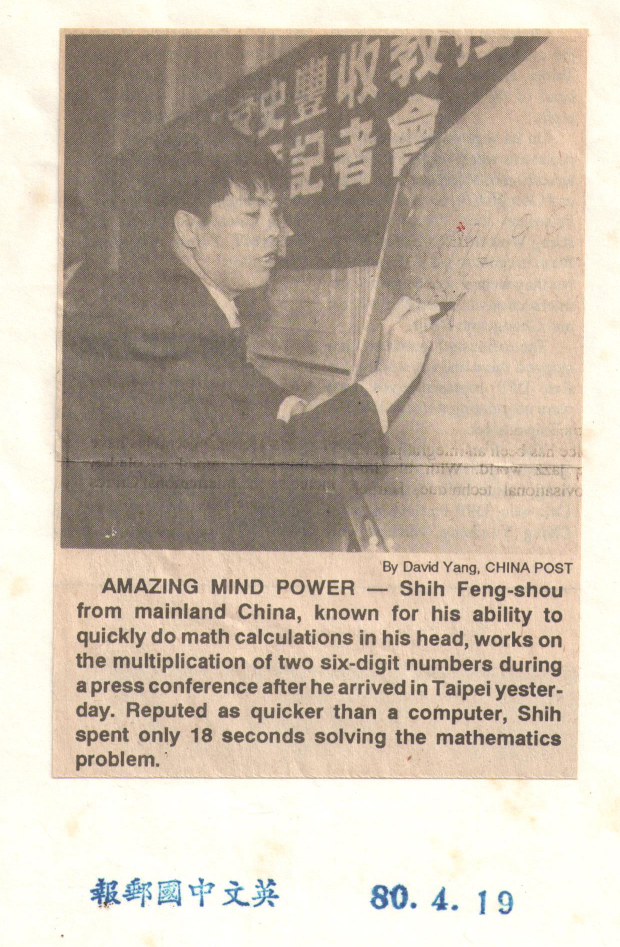 史豐收教
記者會
By David Yang, CHINA POST
AMAZING MIND POWER — Shih Feng-shou
from mainland China, known for his ability to
quickly do math calculations in his head, works on
the multiplication of two six-digit numbers during
a press conference after he arrived in Taipei yester-
day. Reputed as quicker than a computer, Shih
spent only 18 seconds solving the mathematics
problem.
英文中國郵報 80. 4. 19